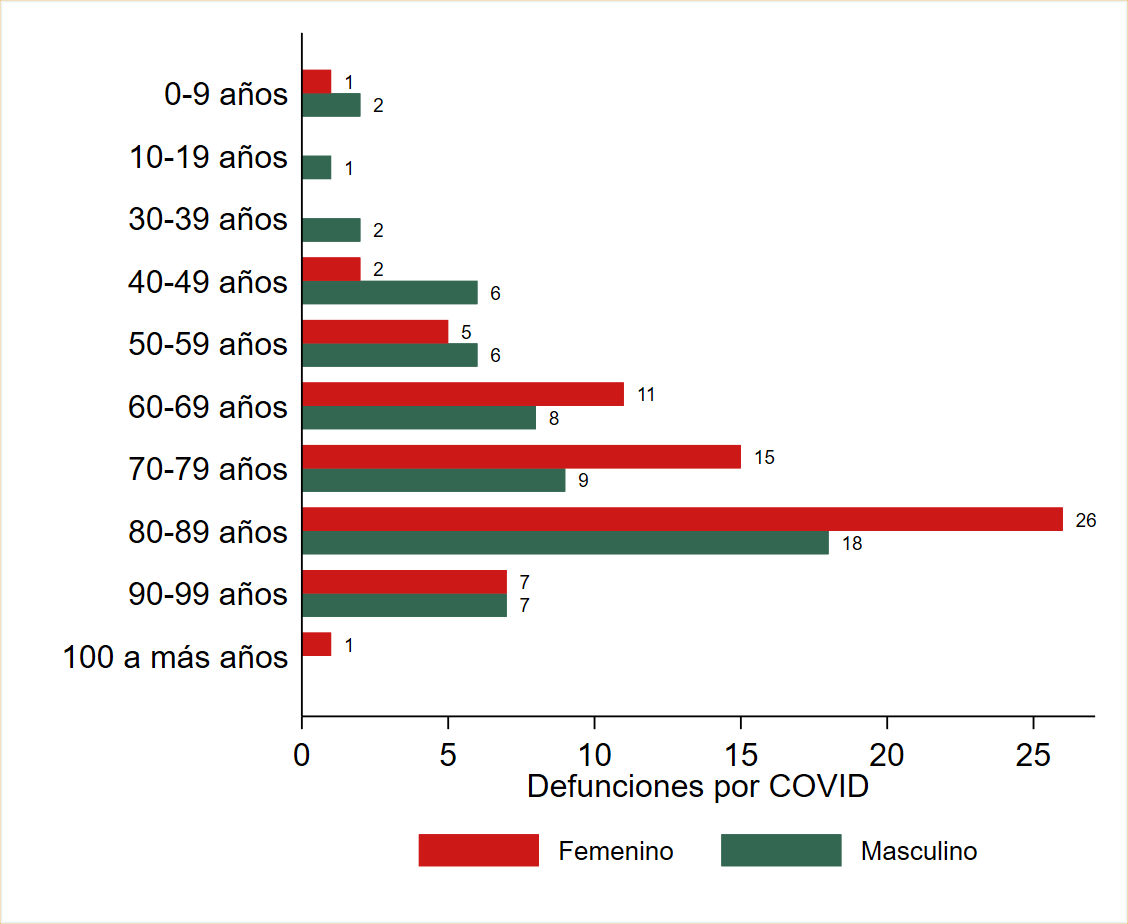 0-9 años
1
2
10-19 años
1
30-39 años
2
40-49 años
2
6
50-59 años
5
6
60-69 años
11
8
70-79 años
15
9
80-89 años
26
18
90-99 años
7
7
100 a más años
1
0 5 10 15 20 25
Defunciones por COVID
Femenino Masculino